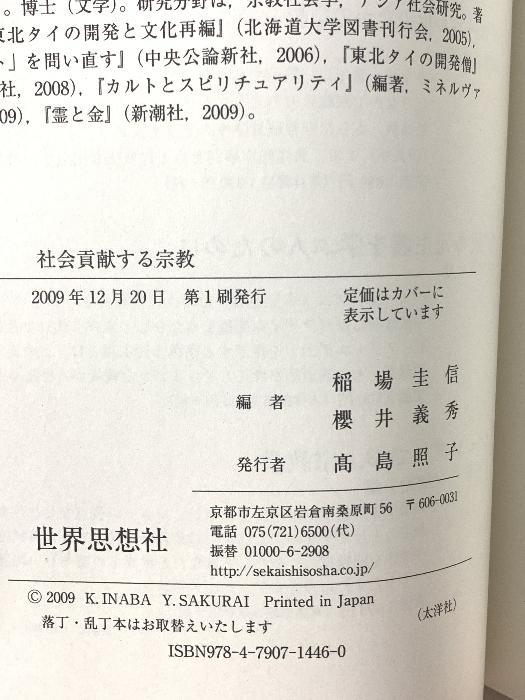 。博士（文学）。研究分野は，宗教社会学，アジア社会研究。著
東北タイの開発と文化再編』（北海道大学図書刊行会，2005），
ト」を問い直す』（中央公論新社，2006），『東北タイの開発僧』
社，2008），『カルトとスピリチュアリティ』（編著，ミネルヴァ
09），『霊と金』（新潮社，2009）。
社会貢献する宗教
2009年12月20日　第1刷発行
定価はカバーに
表示しています
編者
稲場圭信
櫻井義秀
発行者　髙島照子
世界思想社
京都市左京区岩倉南桑原町56　〒606-0031
電話 075(721)6500(代)
振替 01000-6-2908
http://sekaishisosha.co.jp/
© 2009 K. INABA Y. SAKURAI Printed in Japan
（太洋社）
落丁・乱丁本はお取替えいたします
ISBN978-4-7907-1446-0